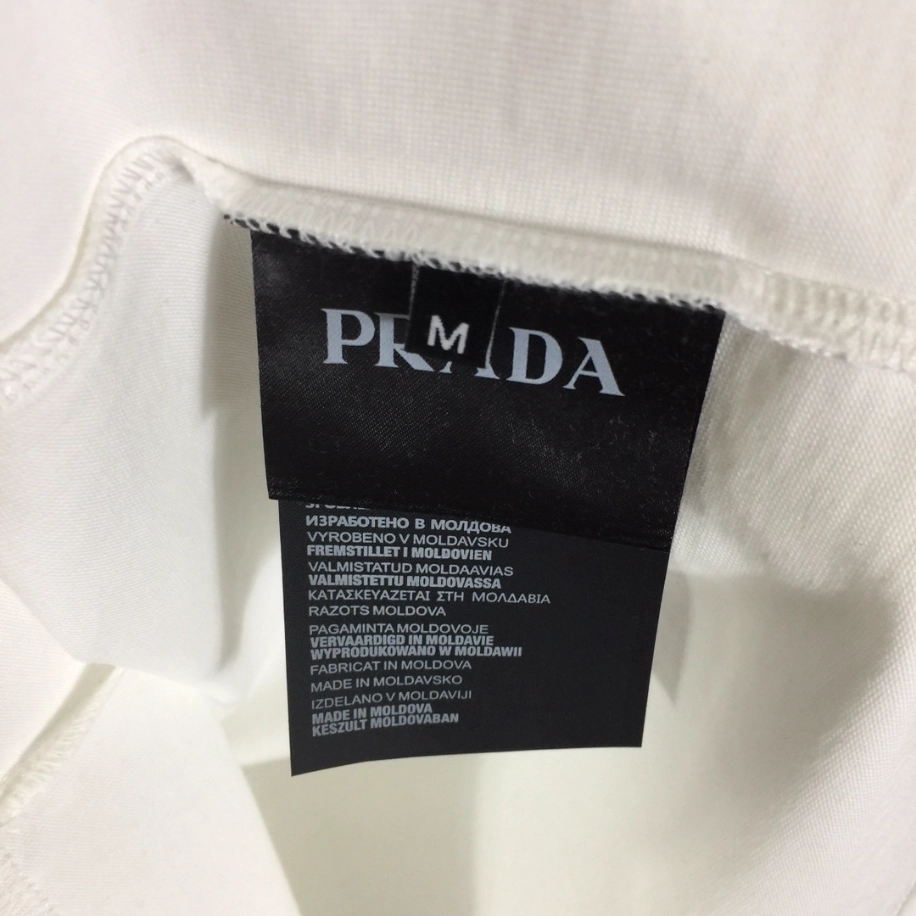 PRADA
M
ИЗРАБОТЕНО В МОЛДОВА
VYROBENO V MOLDAVSKU
FREMSTILLET I MOLDOVIEN
VALMISTATUD MOLDAAVIAS
VALMISTETTU MOLDOVASSA
ΚΑΤΑΣΚΕΥΑΖΕΤΑΙ ΣΤΗ ΜΟΛΔΑΒΙΑ
RAZOTS MOLDOVA
PAGAMINTA MOLDOVOJE
VERVAARDIGD IN MOLDAVIE
WYPRODUKOWANO W MOLDAWII
FABRICAT IN MOLDOVA
MADE IN MOLDAVSKO
IZDELANO V MOLDAVIJI
MADE IN MOLDOVA
KESZULT MOLDOVABAN